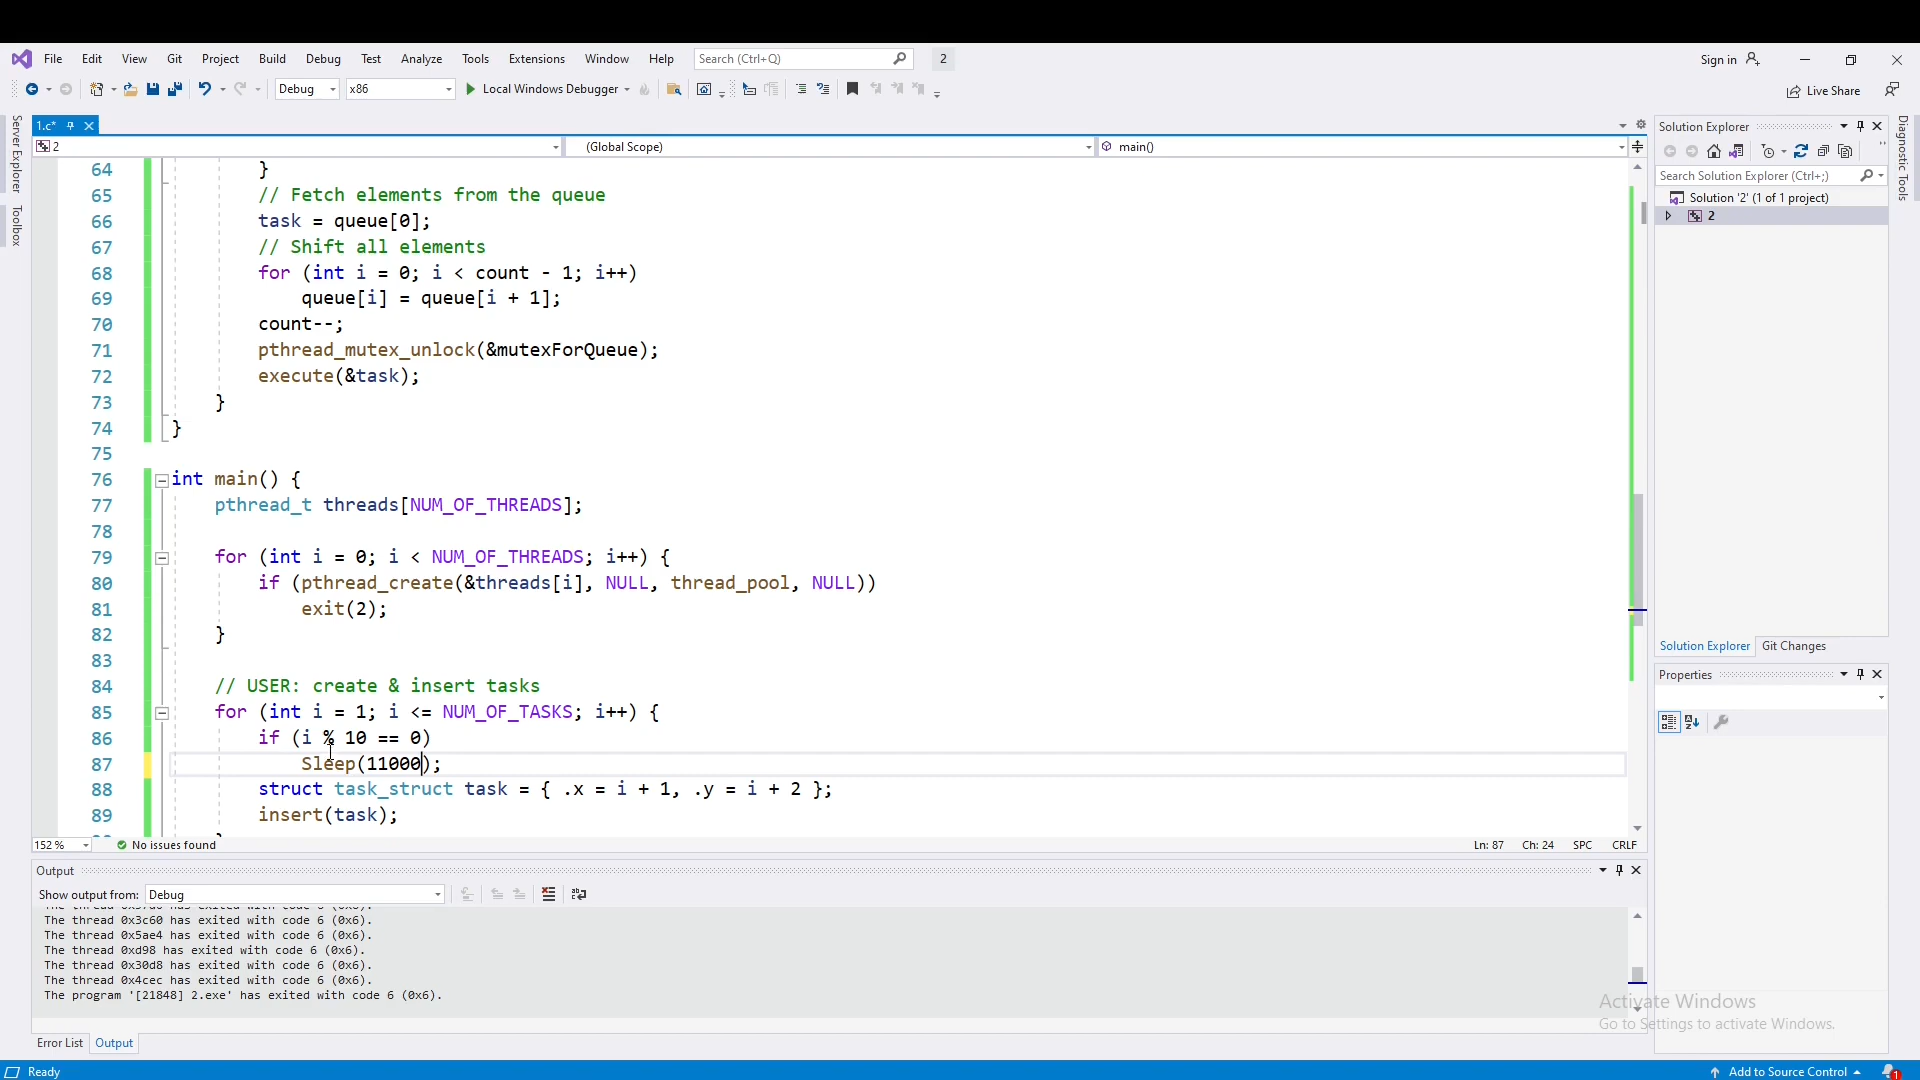 File Edit View Git Project Build Debug Test Analyze Tools Extensions Window Help Search (Ctrl+Q) 2 Sign in
Debug x86 Local Windows Debugger Live Share
Server Explorer
Toolbox
1.c*
2 (Global Scope) main()
64 }
65 // Fetch elements from the queue
66 task = queue[0];
67 // Shift all elements
68 for (int i = 0; i < count - 1; i++)
69 queue[i] = queue[i + 1];
70 count--;
71 pthread_mutex_unlock(&mutexForQueue);
72 execute(&task);
73 }
74 }
75
76 int main() {
77 pthread_t threads[NUM_OF_THREADS];
78
79 for (int i = 0; i < NUM_OF_THREADS; i++) {
80 if (pthread_create(&threads[i], NULL, thread_pool, NULL))
81 exit(2);
82 }
83
84 // USER: create & insert tasks
85 for (int i = 1; i <= NUM_OF_TASKS; i++) {
86 if (i % 10 == 0)
87 Sleep(11000);
88 struct task_struct task = { .x = i + 1, .y = i + 2 };
89 insert(task);
152 % No issues found Ln: 87 Ch: 24 SPC CRLF
Output
Show output from: Debug
The thread 0x3c60 has exited with code 6 (0x6).
The thread 0x5ae4 has exited with code 6 (0x6).
The thread 0xd98 has exited with code 6 (0x6).
The thread 0x30d8 has exited with code 6 (0x6).
The thread 0x4cec has exited with code 6 (0x6).
The program '[21848] 2.exe' has exited with code 6 (0x6).
Error List Output
Solution Explorer
Search Solution Explorer (Ctrl+;)
Solution '2' (1 of 1 project)
2
Solution Explorer Git Changes
Properties
Diagnostic Tools
Activate Windows
Go to Settings to activate Windows.
Ready Add to Source Control 1